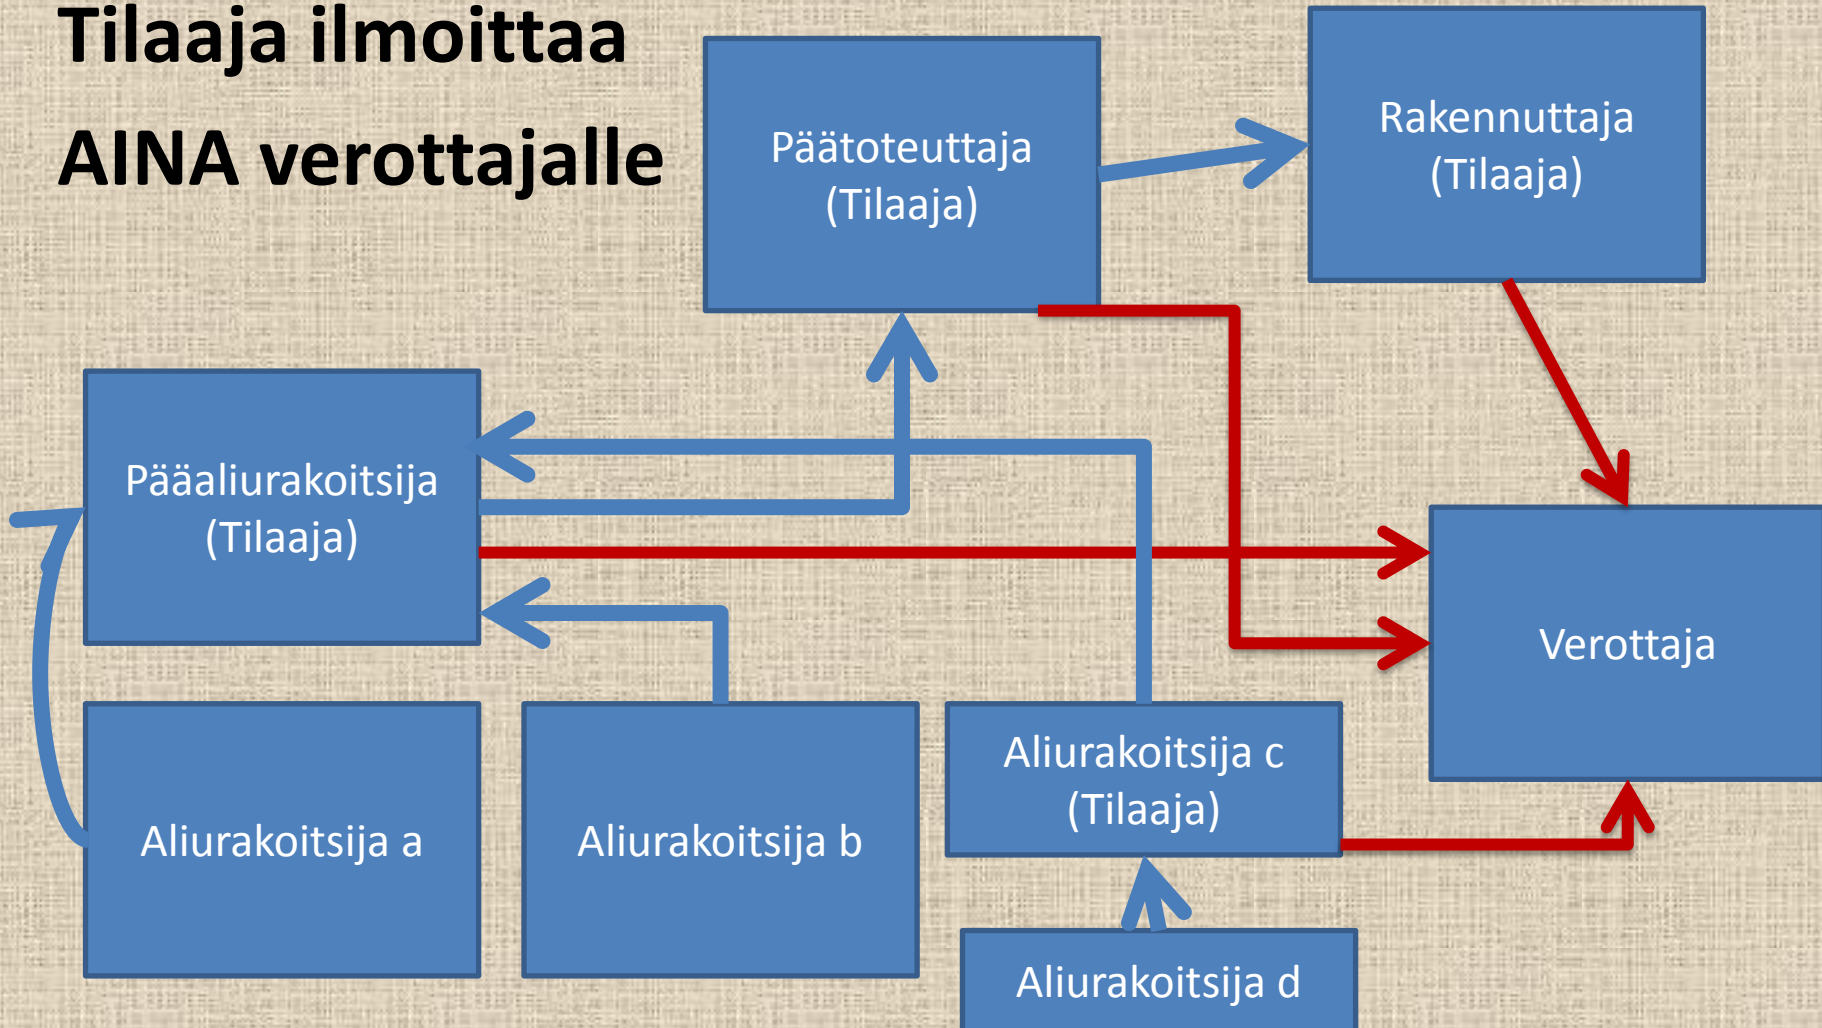 Tilaaja ilmoittaa
AINA verottajalle
Päätoteuttaja
(Tilaaja)
Rakennuttaja
(Tilaaja)
Pääaliurakoitsija
(Tilaaja)
Verottaja
Aliurakoitsija a
Aliurakoitsija b
Aliurakoitsija c
(Tilaaja)
Aliurakoitsija d